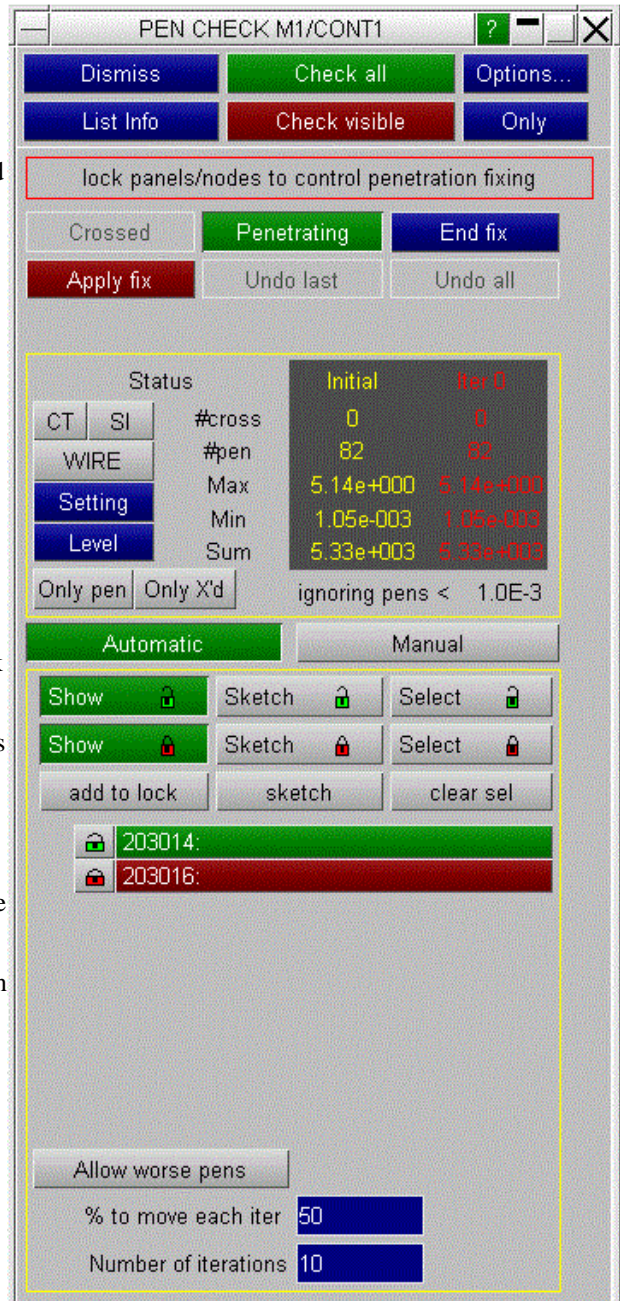 PEN CHECK M1/CONT1 ?
Dismiss Check all Options...
List Info Check visible Only
lock panels/nodes to control penetration fixing
Crossed Penetrating End fix
Apply fix Undo last Undo all
Status Initial Iter 0
CT SI #cross 0 0
WIRE #pen 82 82
Setting Max 5.14e+000 5.14e+000
Min 1.05e-003 1.05e-003
Level Sum 5.33e+003 5.33e+003
Only pen Only X'd ignoring pens < 1.0E-3
Automatic Manual
Show Sketch Select
Show Sketch Select
add to lock sketch clear sel
203014:
203016:
Allow worse pens
% to move each iter 50
Number of iterations 10